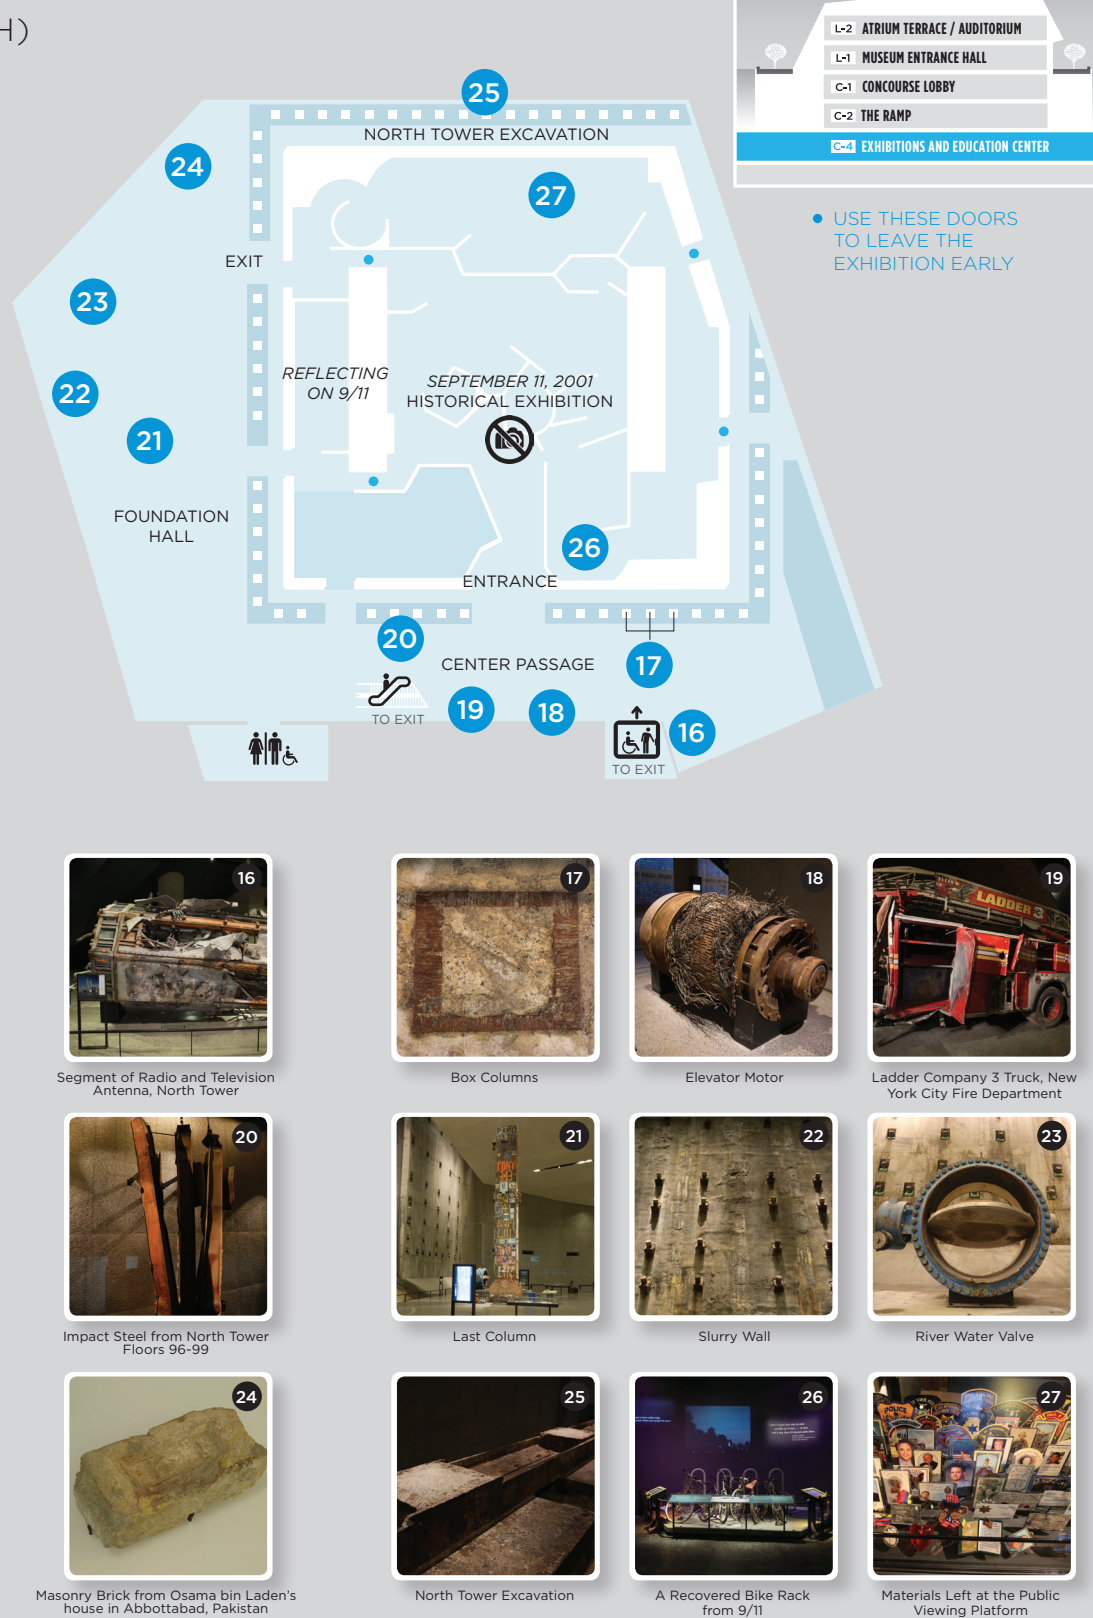 H)
L-2 ATRIUM TERRACE / AUDITORIUM
L-1 MUSEUM ENTRANCE HALL
C-1 CONCOURSE LOBBY
C-2 THE RAMP
C-4 EXHIBITIONS AND EDUCATION CENTER
• USE THESE DOORS
TO LEAVE THE
EXHIBITION EARLY
25
NORTH TOWER EXCAVATION
24
27
EXIT
23
REFLECTING
ON 9/11
SEPTEMBER 11, 2001
HISTORICAL EXHIBITION
22
21
FOUNDATION
HALL
26
ENTRANCE
20
CENTER PASSAGE
17
TO EXIT
19
18
16
TO EXIT
16
Segment of Radio and Television
Antenna, North Tower
17
Box Columns
18
Elevator Motor
LADDER 3
19
Ladder Company 3 Truck, New
York City Fire Department
20
Impact Steel from North Tower
Floors 96-99
21
Last Column
22
Slurry Wall
23
River Water Valve
24
Masonry Brick from Osama bin Laden's
house in Abbottabad, Pakistan
25
North Tower Excavation
26
A Recovered Bike Rack
from 9/11
27
POLICE
Materials Left at the Public
Viewing Platform